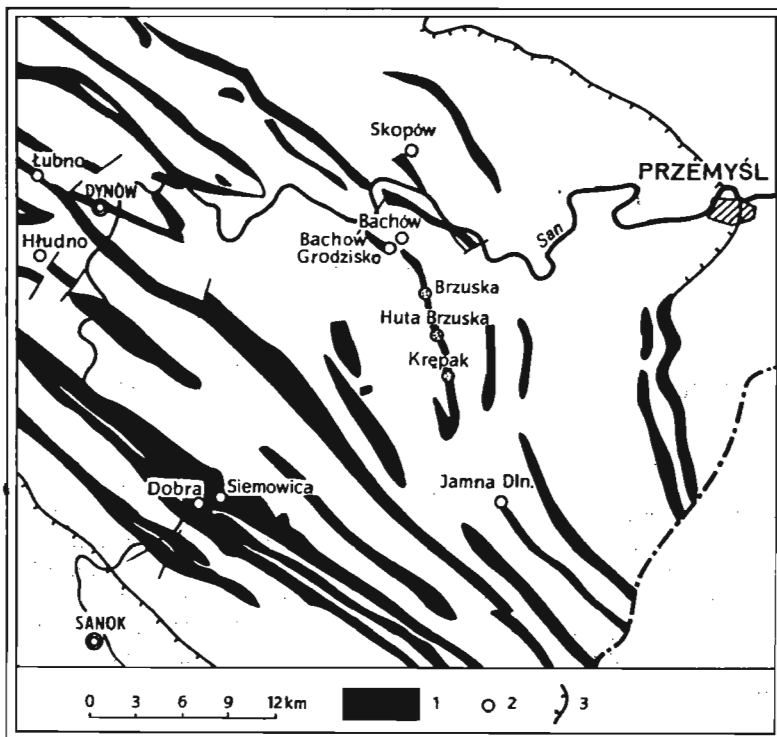 Skopów
Łubno
PRZEMYŚL
DYNÓW
San
Bachów
Hłudno
Bachow
Grodzisko
Brzuska
Huta Brzuska
Krępak
Dobra
Siemowica
Jamna Dln.
SANOK
0 3 6 9 12 km
1
2
3